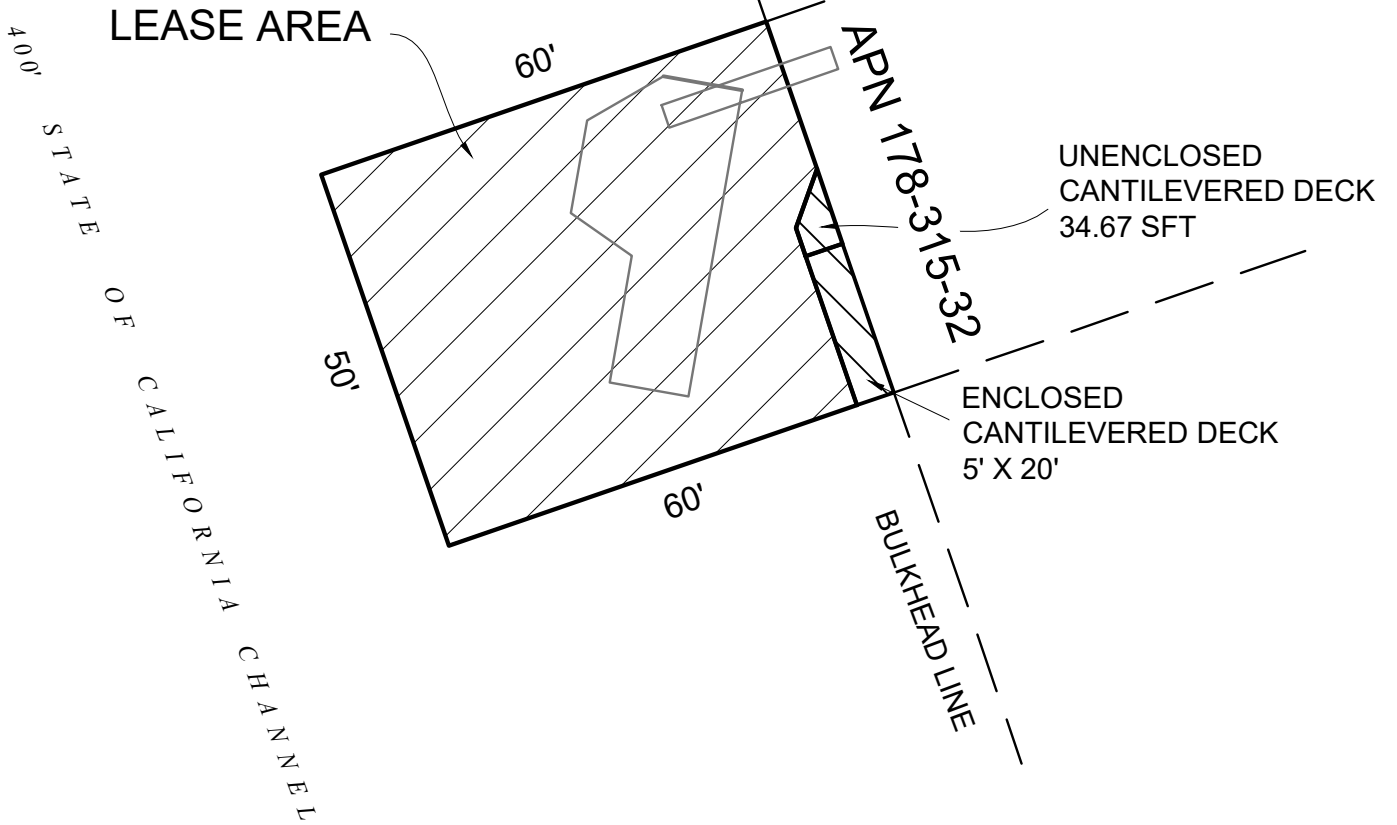 LEASE AREA
60'
APN 178-315-32
UNENCLOSED
CANTILEVERED DECK
34.67 SFT
50'
ENCLOSED
CANTILEVERED DECK
5' X 20'
60'
BULKHEAD LINE
400' STATE OF CALIFORNIA CHANNEL